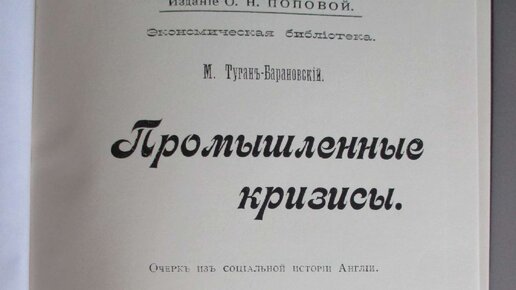 Изданіе О. Н. ПОПОВОЙ.
Экономическая библіотека.
М. Туганъ-Барановскій.
Промышленные
кризисы.
Очеркъ изъ соціальной исторіи Англіи.